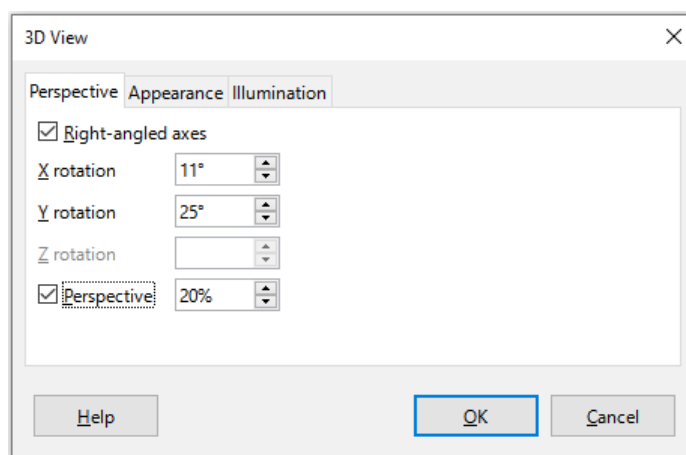 3D View
Perspective Appearance Illumination
Right-angled axes
X rotation 11°
Y rotation 25°
Z rotation
Perspective 20%
Help OK Cancel